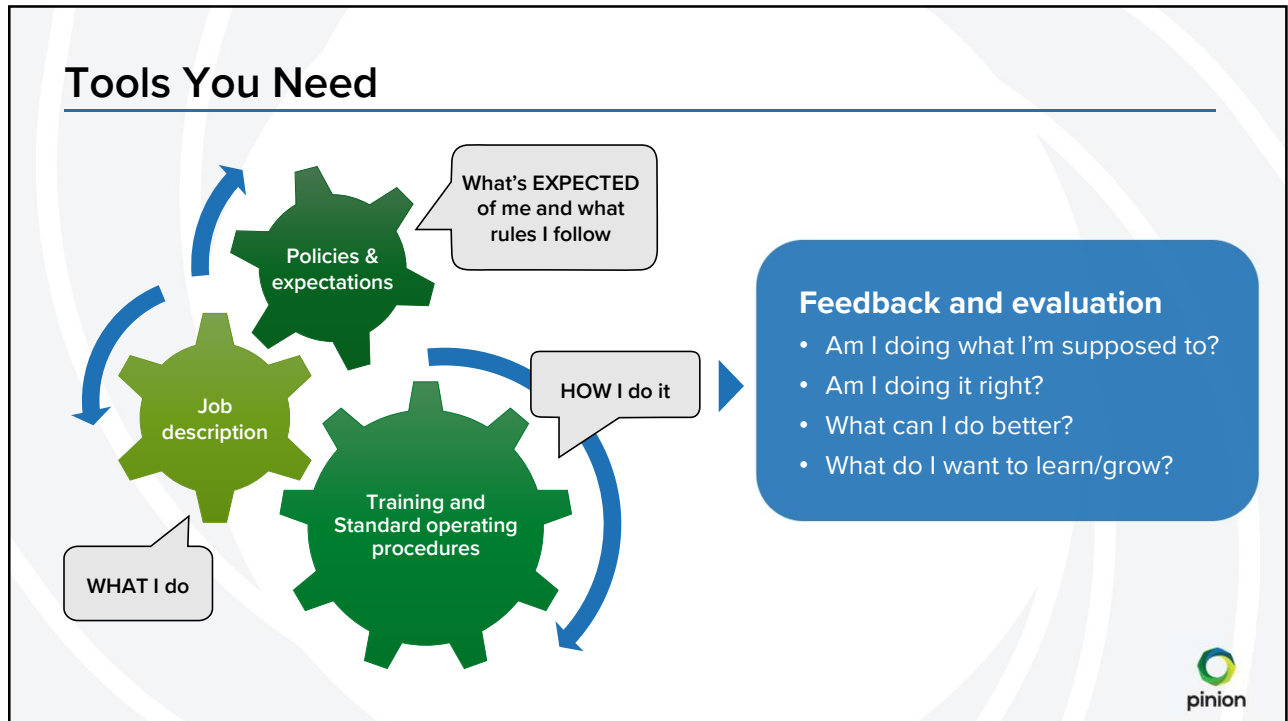 Tools You Need
What’s EXPECTED
of me and what
rules I follow
Policies &
expectations
Job
description
WHAT I do
HOW I do it
Training and
Standard operating
procedures
Feedback and evaluation
• Am I doing what I’m supposed to?
• Am I doing it right?
• What can I do better?
• What do I want to learn/grow?
pinion